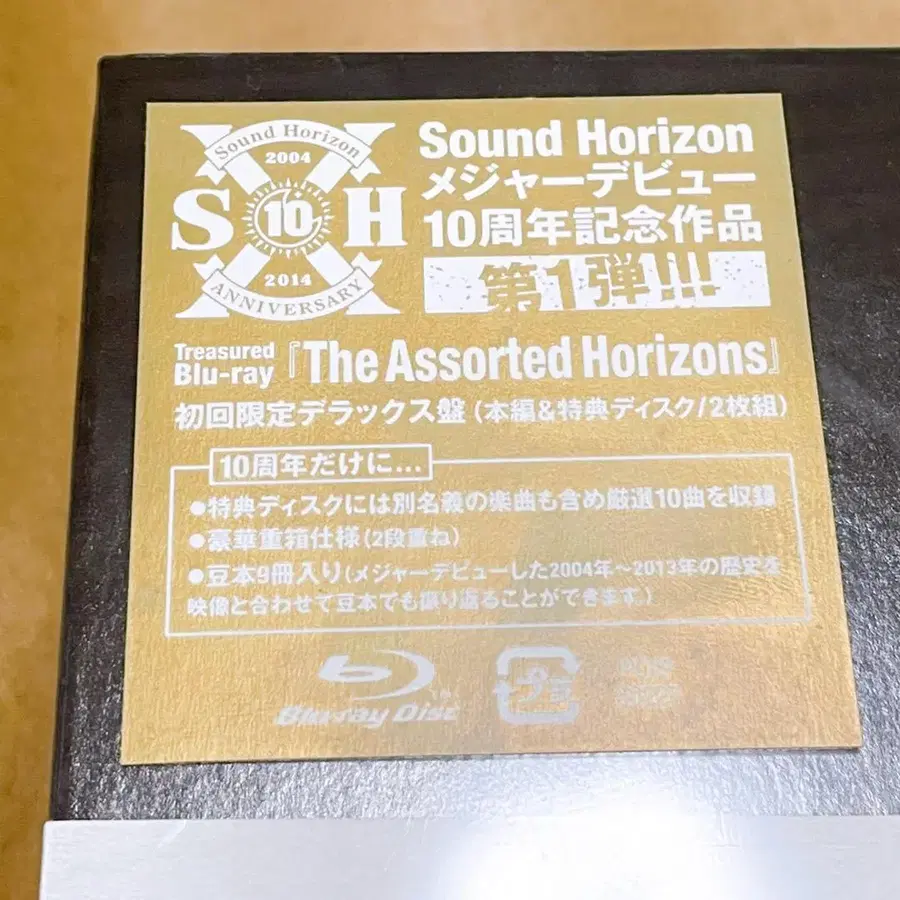 Sound Horizon
2004
S 10 H
2014
ANNIVERSARY
Sound Horizon
メジャーデビュー
10周年記念作品
第1弾!!!
Treasured
Blu-ray『The Assorted Horizons』
初回限定デラックス盤(本編&特典ディスク/2枚組)
10周年だけに…
●特典ディスクには別名義の楽曲も含め厳選10曲を収録
●豪華重箱仕様(2段重ね)
●豆本9冊入り(メジャーデビューした2004年~2013年の歴史を
映像と合わせて豆本でも振り返ることができます。)
Blu-ray Disc
プラ